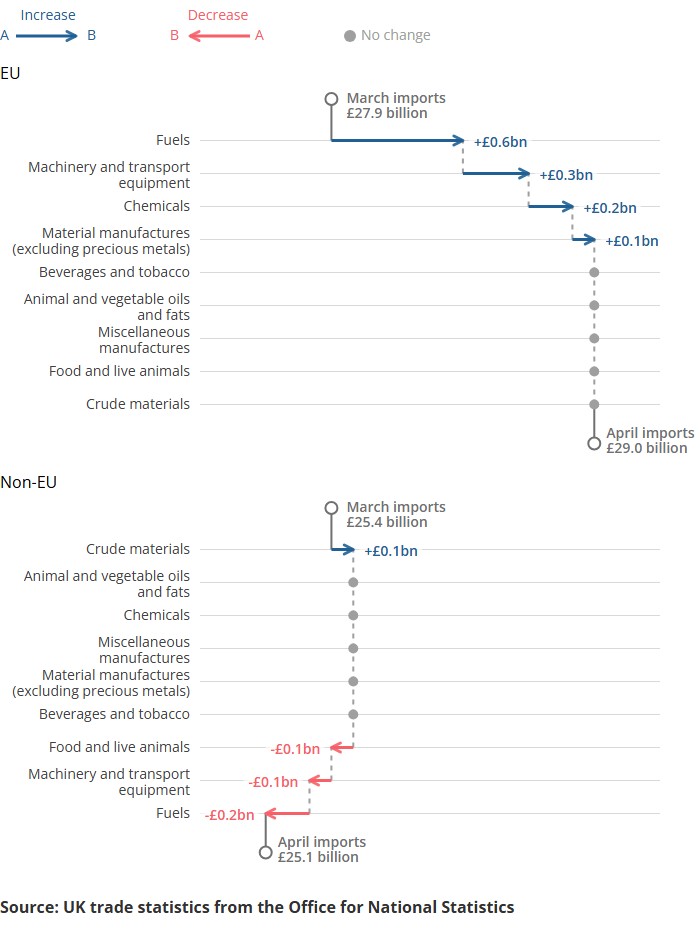 Increase
Decrease
A B
B A
No change
EU
March imports
£27.9 billion
Fuels
+£0.6bn
Machinery and transport
equipment
+£0.3bn
Chemicals
+£0.2bn
Material manufactures
(excluding precious metals)
+£0.1bn
Beverages and tobacco
Animal and vegetable oils
and fats
Miscellaneous
manufactures
Food and live animals
Crude materials
April imports
£29.0 billion
Non-EU
March imports
£25.4 billion
Crude materials
+£0.1bn
Animal and vegetable oils
and fats
Chemicals
Miscellaneous
manufactures
Material manufactures
(excluding precious metals)
Beverages and tobacco
Food and live animals
-£0.1bn
Machinery and transport
equipment
-£0.1bn
Fuels
-£0.2bn
April imports
£25.1 billion
Source: UK trade statistics from the Office for National Statistics